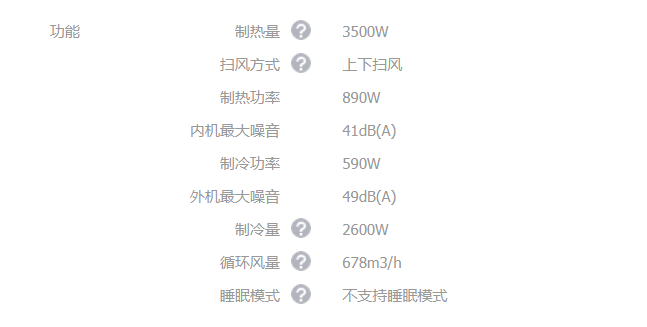 功能 制热量 ? 3500W
扫风方式 ? 上下扫风
制热功率 890W
内机最大噪音 41dB(A)
制冷功率 590W
外机最大噪音 49dB(A)
制冷量 ? 2600W
循环风量 ? 678m3/h
睡眠模式 ? 不支持睡眠模式